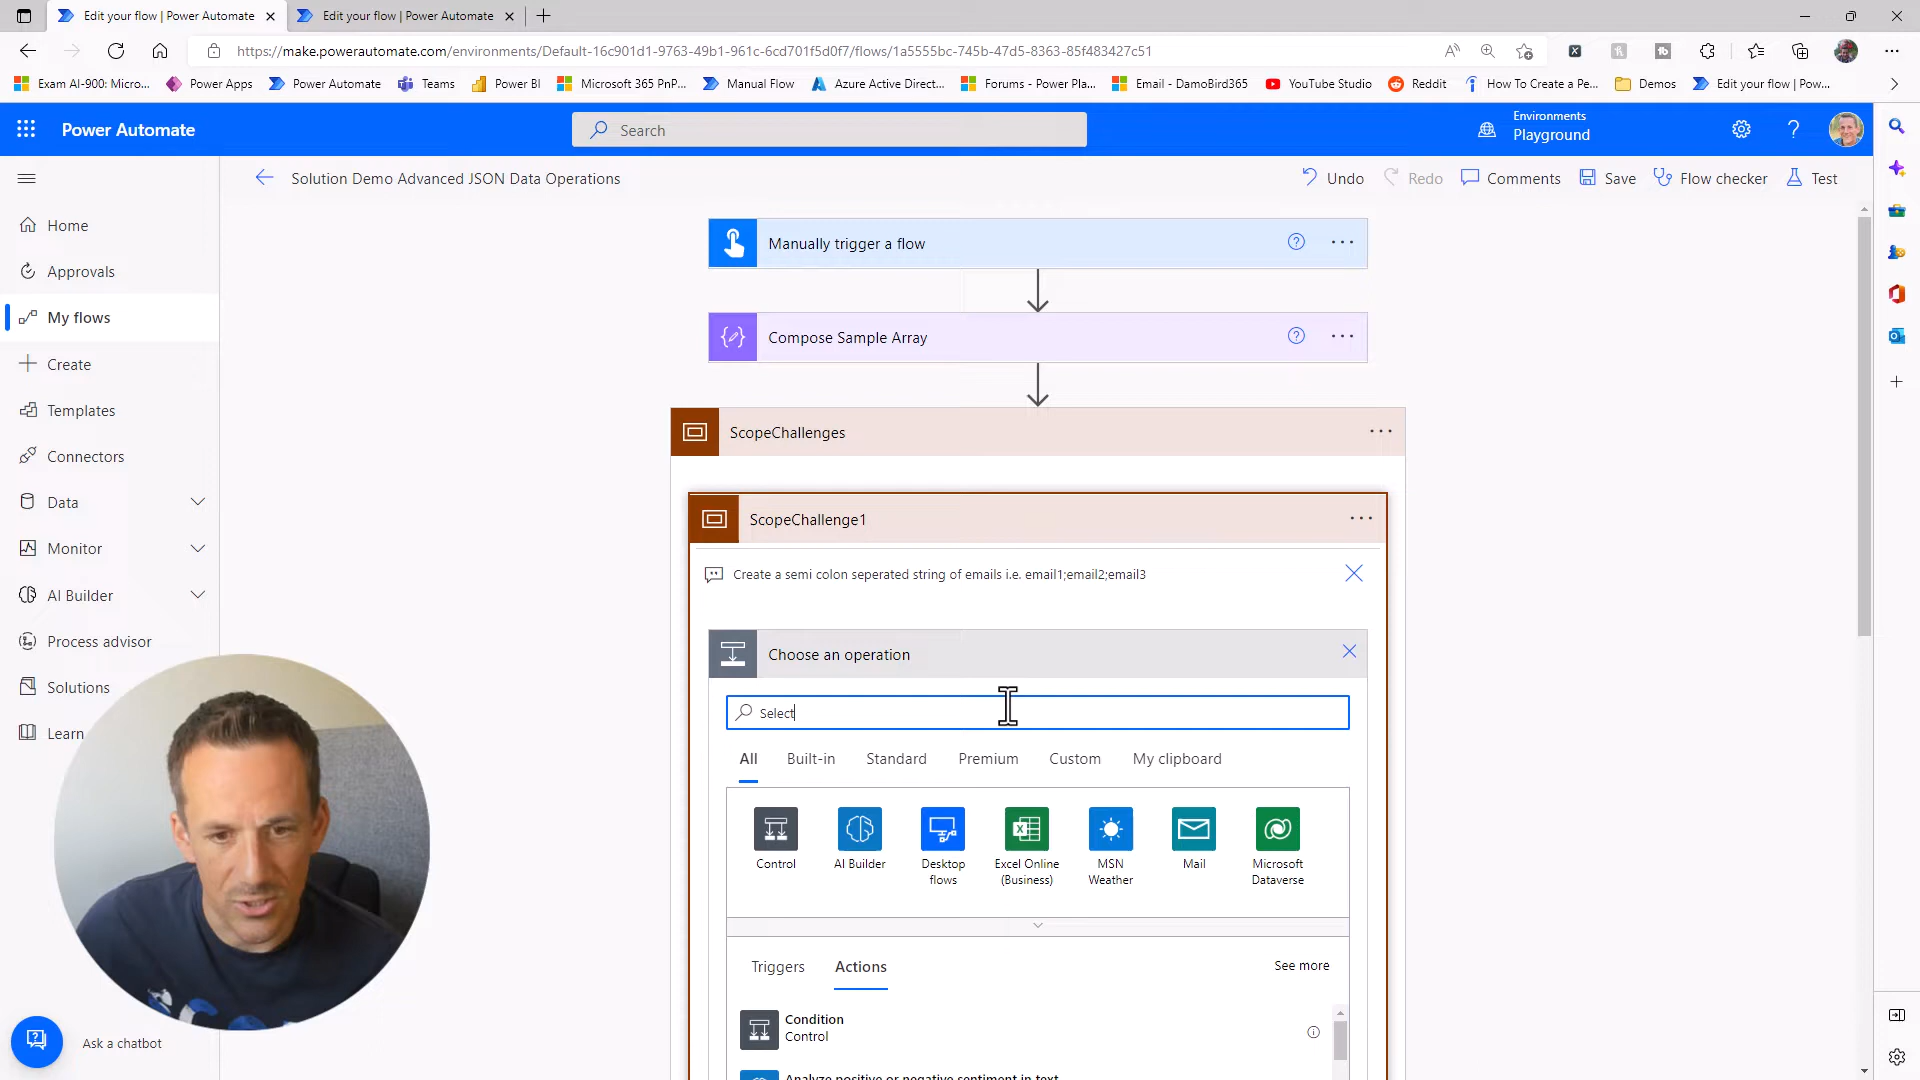 Edit your flow | Power Automate
Edit your flow | Power Automate
https://make.powerautomate.com/environments/Default-16c901d1-9763-49b1-961c-6cd701f5d0f7/flows/1a5555bc-745b-47d5-8363-85f483427c51
Exam AI-900: Micro...
Power Apps
Power Automate
Teams
Power BI
Microsoft 365 PnP...
Manual Flow
Azure Active Direct...
Forums - Power Pla...
Email - DamoBird365
YouTube Studio
Reddit
How To Create a Pe...
Demos
Edit your flow | Pow...
Power Automate
Search
Environments
Playground
Solution Demo Advanced JSON Data Operations
Undo
Redo
Comments
Save
Flow checker
Test
Home
Approvals
My flows
Create
Templates
Connectors
Data
Monitor
AI Builder
Process advisor
Solutions
Learn
Ask a chatbot
Manually trigger a flow
Compose Sample Array
ScopeChallenges
ScopeChallenge1
Create a semi colon seperated string of emails i.e. email1;email2;email3
Choose an operation
Select
All
Built-in
Standard
Premium
Custom
My clipboard
Control
AI Builder
Desktop
flows
Excel Online
(Business)
MSN
Weather
Mail
Microsoft
Dataverse
Triggers
Actions
See more
Condition
Control
Analyze positive or negative sentiment in text